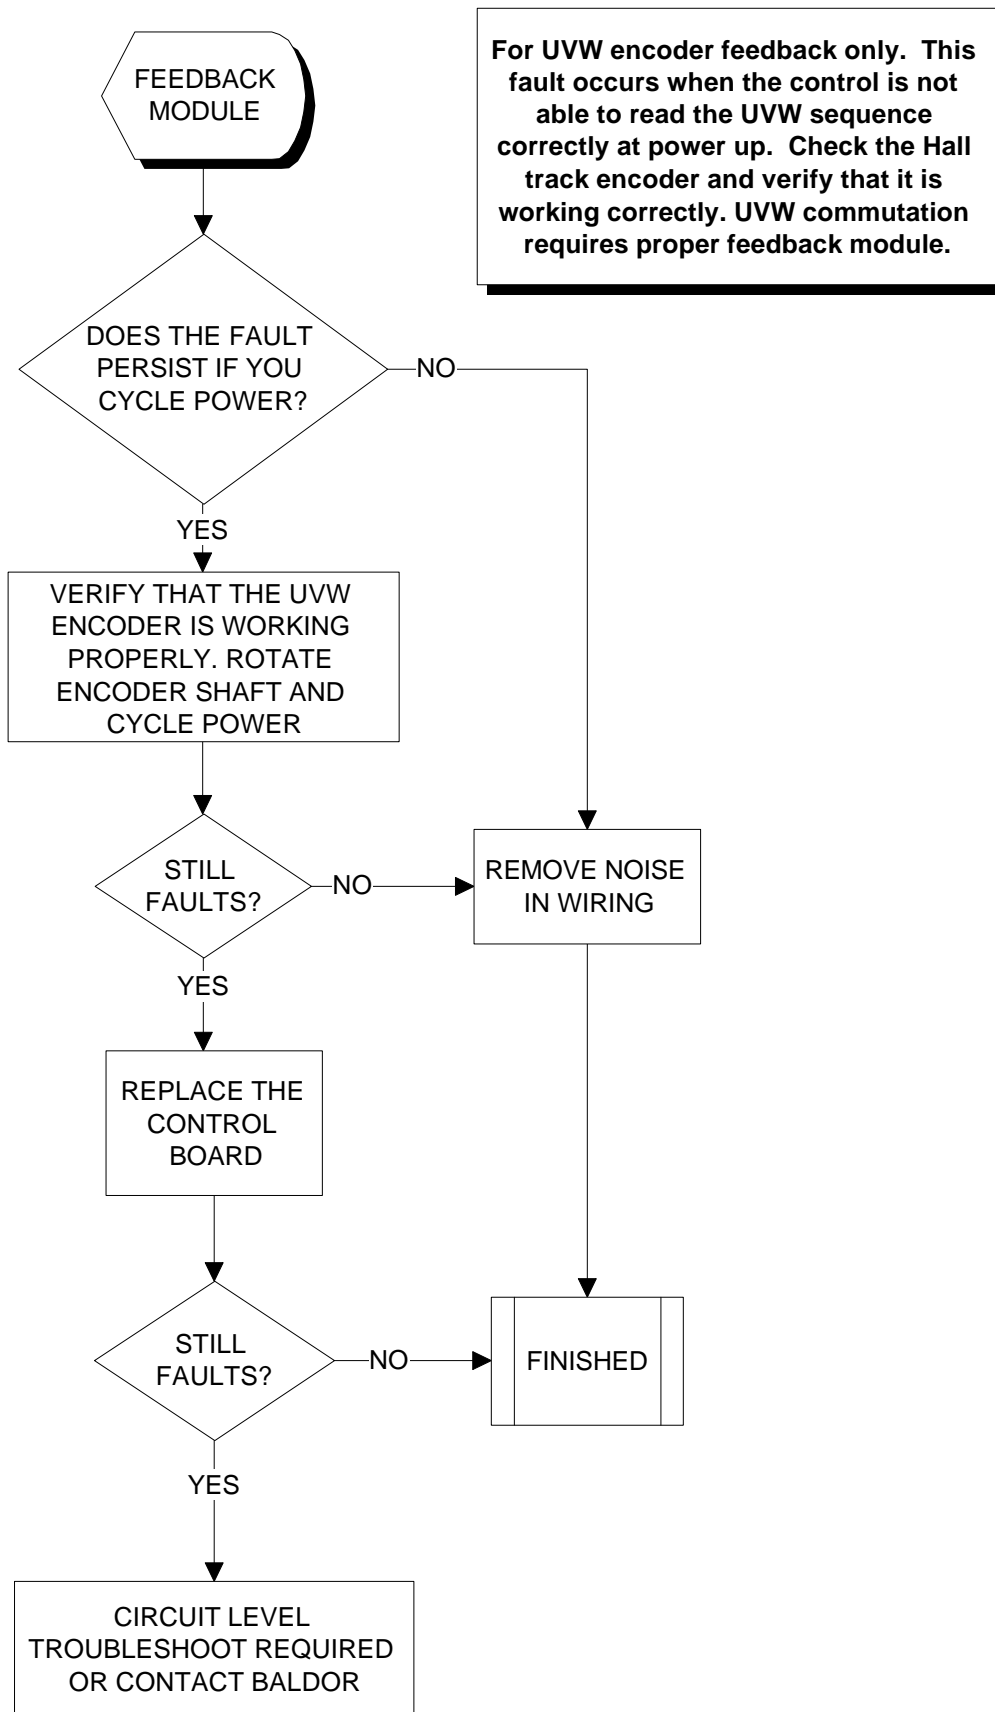 FEEDBACK
MODULE
For UVW encoder feedback only.  This
fault occurs when the control is not
able to read the UVW sequence
correctly at power up.  Check the Hall
track encoder and verify that it is
working correctly. UVW commutation
requires proper feedback module.
DOES THE FAULT
PERSIST IF YOU
CYCLE POWER?
NO
YES
VERIFY THAT THE UVW
ENCODER IS WORKING
PROPERLY. ROTATE
ENCODER SHAFT AND
CYCLE POWER
STILL
FAULTS?
NO
REMOVE NOISE
IN WIRING
YES
REPLACE THE
CONTROL
BOARD
STILL
FAULTS?
NO
FINISHED
YES
CIRCUIT LEVEL
TROUBLESHOOT REQUIRED
OR CONTACT BALDOR